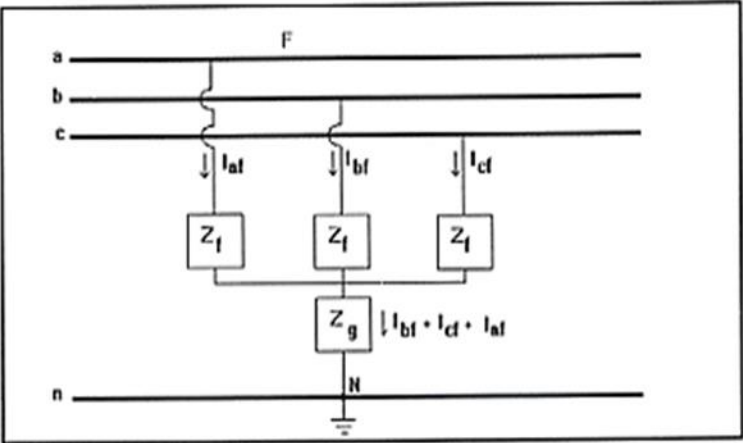 F
a
b
c
Iaf Ibf Icf
Zf Zf Zf
Zg Ibf + Icf + Iaf
n N